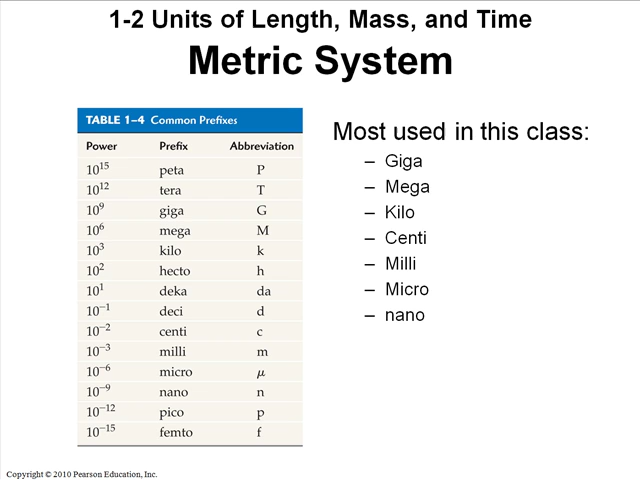 1-2 Units of Length, Mass, and Time
Metric System
TABLE 1–4 Common Prefixes
Power Prefix Abbreviation
10¹⁵ peta P
10¹² tera T
10⁹ giga G
10⁶ mega M
10³ kilo k
10² hecto h
10¹ deka da
10⁻¹ deci d
10⁻² centi c
10⁻³ milli m
10⁻⁶ micro μ
10⁻⁹ nano n
10⁻¹² pico p
10⁻¹⁵ femto f
Most used in this class:
– Giga
– Mega
– Kilo
– Centi
– Milli
– Micro
– nano
Copyright © 2010 Pearson Education, Inc.